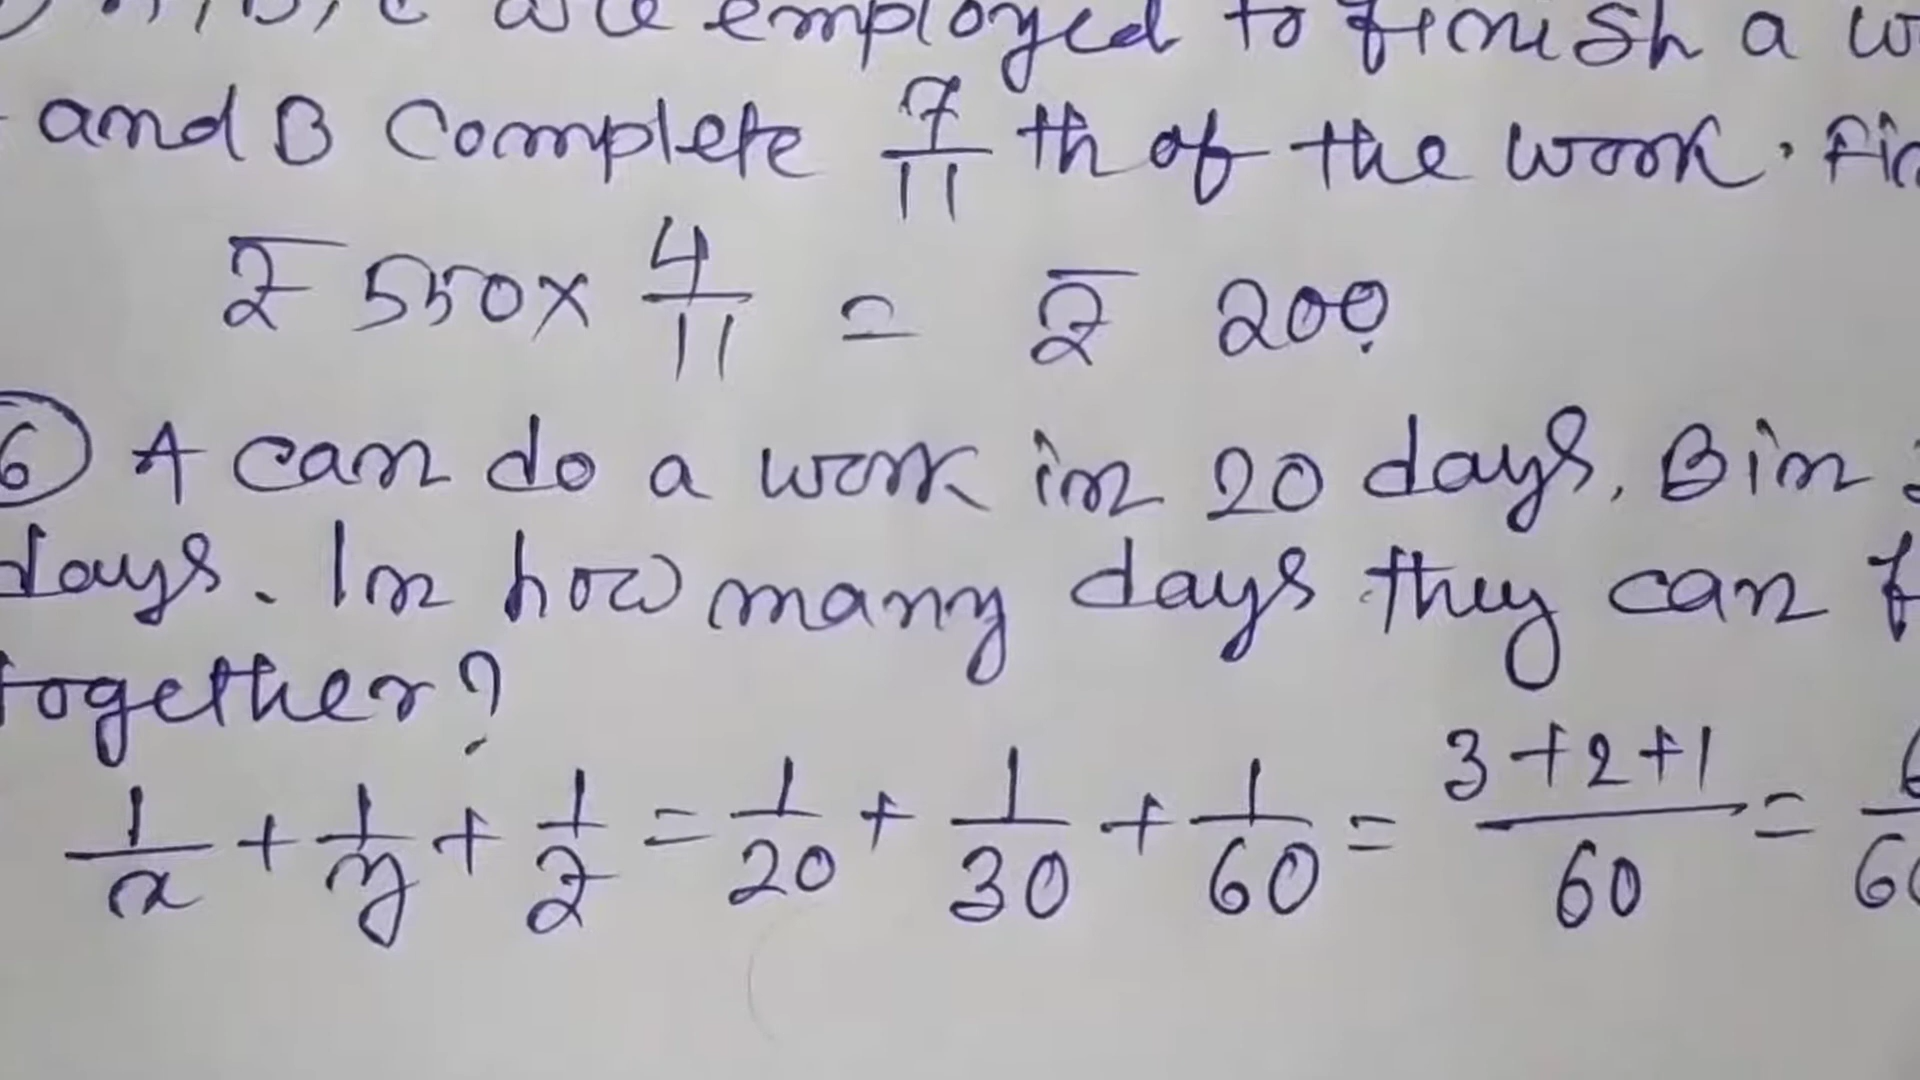 C are employed to finish a
and B Complete 7/11 th of the work.
₹ 550 × 4/11 = ₹ 200.
6 A can do a work in 20 days, B in
days. In how many days they can
together?
1/x + 1/y + 1/z = 1/20 + 1/30 + 1/60 = 3+2+1/60 =